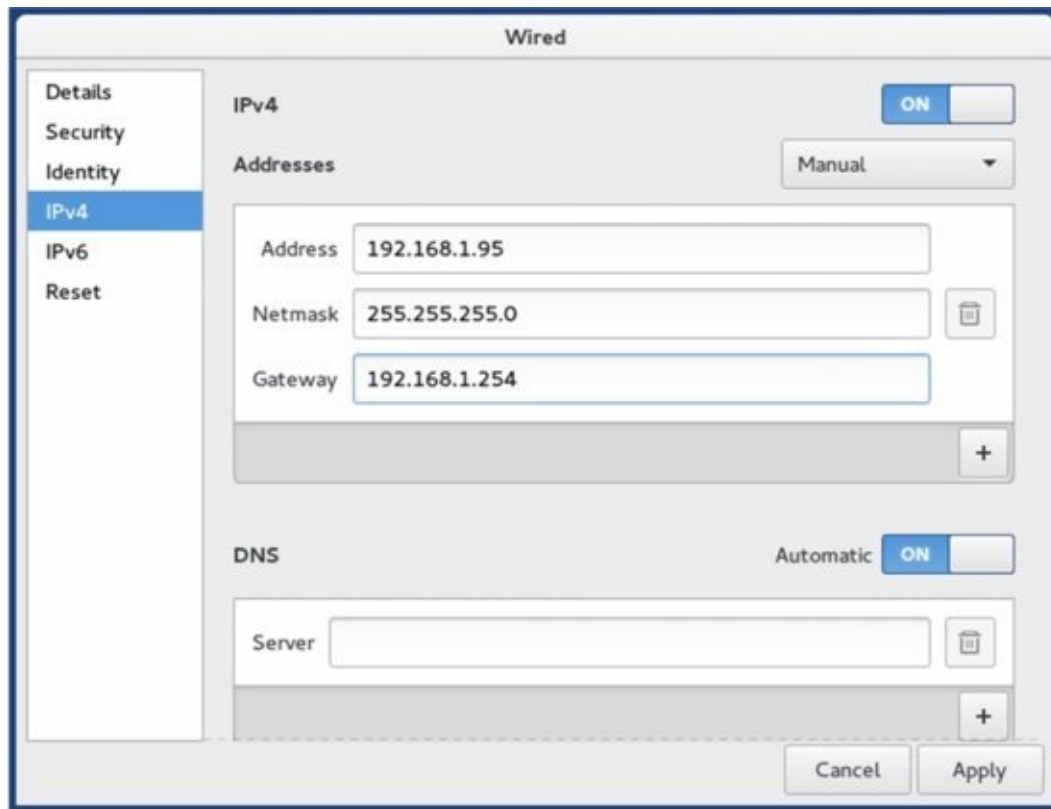 Wired
Details
Security
Identity
IPv4
IPv6
Reset
IPv4 ON
Addresses Manual
Address 192.168.1.95
Netmask 255.255.255.0
Gateway 192.168.1.254
+
DNS Automatic ON
Server
+
Cancel Apply